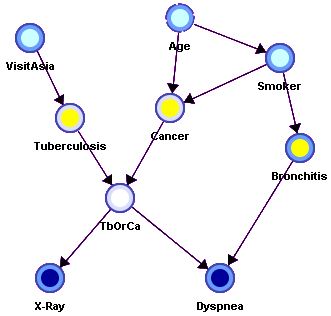 Age
VisitAsia
Smoker
Tuberculosis
Cancer
Bronchitis
TbOrCa
X-Ray
Dyspnea